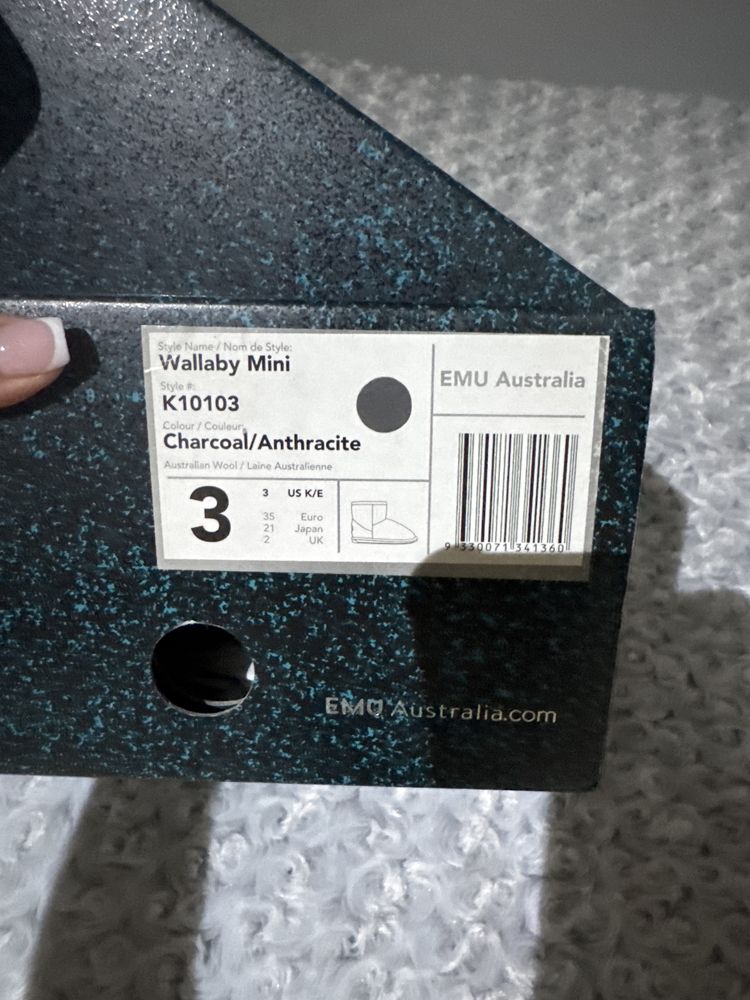 Style Name / Nom de Style:
Wallaby Mini
Style #:
K10103
Colour / Couleur:
Charcoal/Anthracite
Australian Wool / Laine Australienne
3
3 US K/E
35 Euro
21 Japan
2 UK
EMU Australia
9 330071 341360
EMU Australia.com